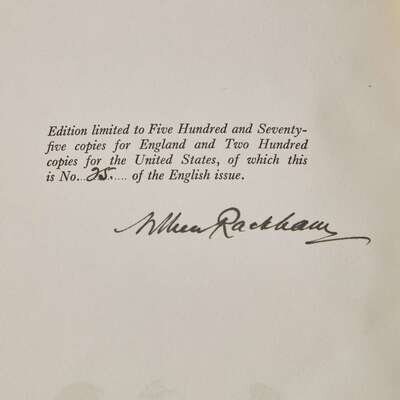 Edition limited to Five Hundred and Seventy-
five copies for England and Two Hundred
copies for the United States, of which this
is No...25..... of the English issue.
Arthur Rackham